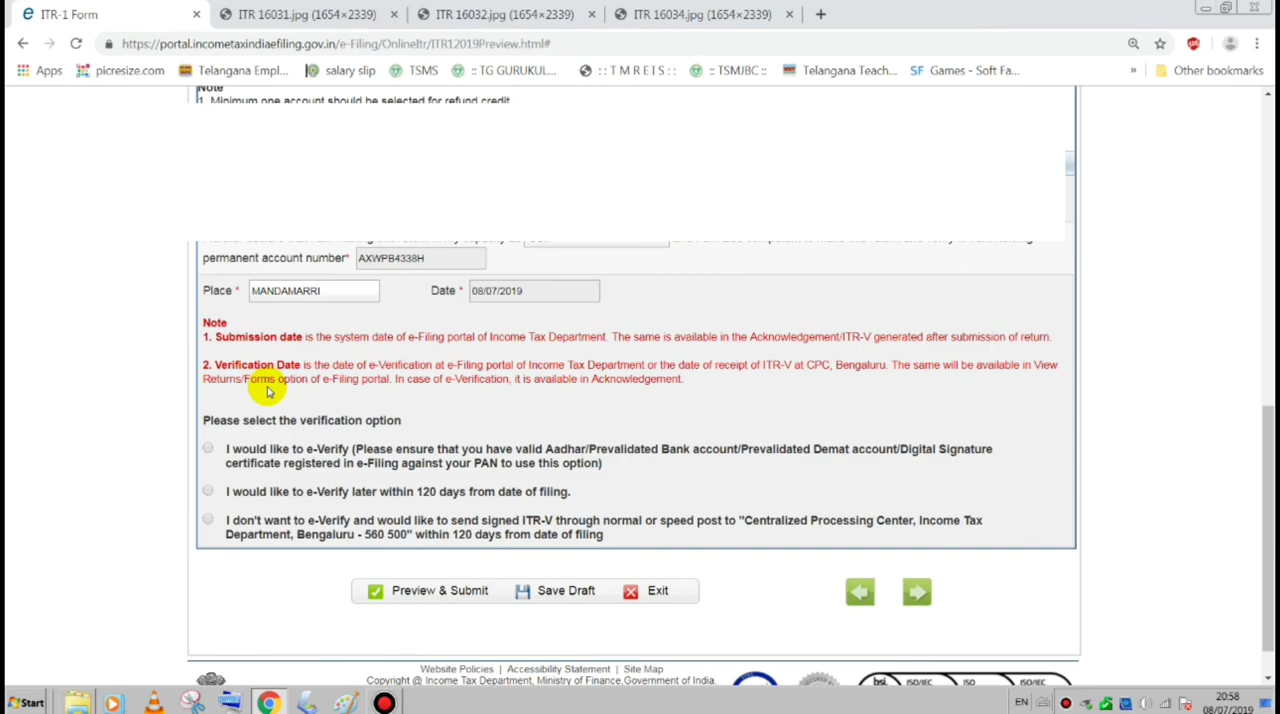 ITR-1 Form
ITR 16031.jpg (1654×2339)
ITR 16032.jpg (1654×2339)
ITR 16034.jpg (1654×2339)
https://portal.incometaxindiaefiling.gov.in/e-Filing/OnlineItr/ITR12019Preview.html#
Apps
picresize.com
Telangana Empl...
salary slip
TSMS
:: TG GURUKUL...
: : T M R E I S : :
:: TSMJBC ::
Telangana Teach...
Games - Soft Fa...
»
Other bookmarks
Note
1. Minimum one account should be selected for refund credit
permanent account number* AXWPB4338H
Place * MANDAMARRI Date * 08/07/2019
Note
1. Submission date is the system date of e-Filing portal of Income Tax Department. The same is available in the Acknowledgement/ITR-V generated after submission of return.
2. Verification Date is the date of e-Verification at e-Filing portal of Income Tax Department or the date of receipt of ITR-V at CPC, Bengaluru. The same will be available in View
Returns/Forms option of e-Filing portal. In case of e-Verification, it is available in Acknowledgement.
Please select the verification option
I would like to e-Verify (Please ensure that you have valid Aadhar/Prevalidated Bank account/Prevalidated Demat account/Digital Signature
certificate registered in e-Filing against your PAN to use this option)
I would like to e-Verify later within 120 days from date of filing.
I don't want to e-Verify and would like to send signed ITR-V through normal or speed post to "Centralized Processing Center, Income Tax
Department, Bengaluru - 560 500" within 120 days from date of filing
Preview & Submit Save Draft Exit
Website Policies | Accessibility Statement | Site Map
Copyright @ Income Tax Department, Ministry of Finance,Government of India.
bsi. ISO/IEC ISO ISO/IEC
Start
EN
20:58
08/07/2019